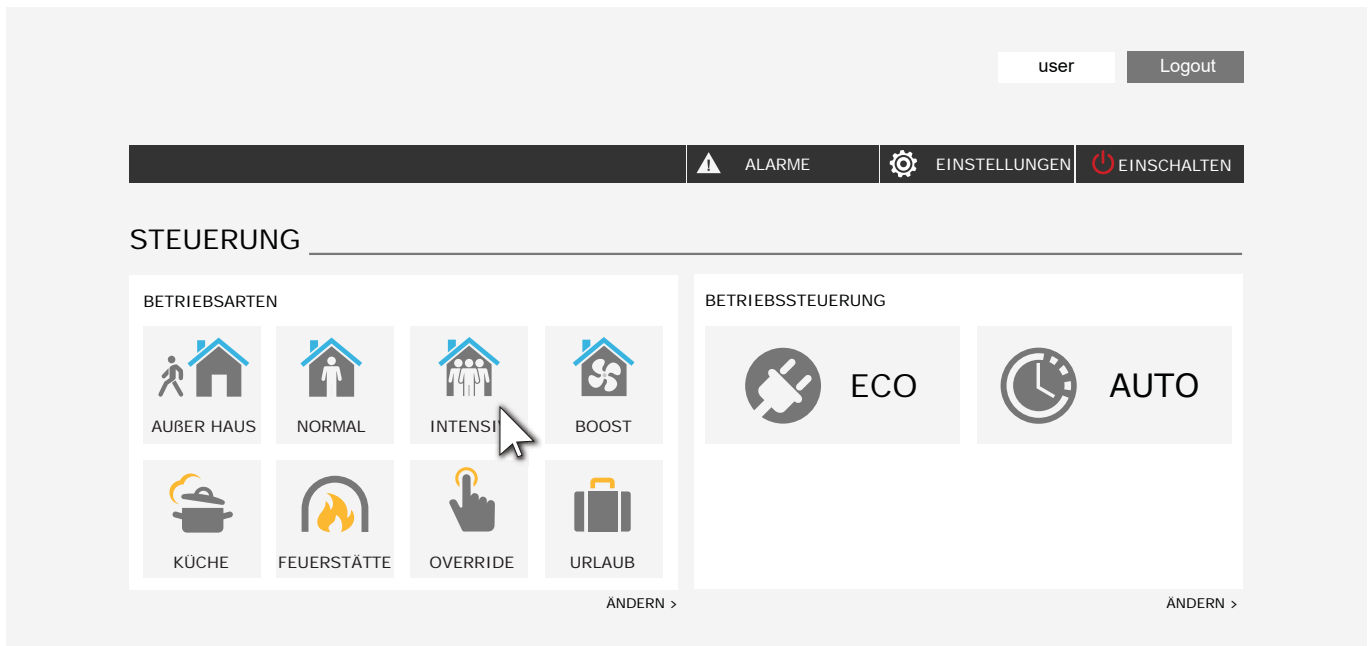 user Logout
ALARME EINSTELLUNGEN EINSCHALTEN
STEUERUNG
BETRIEBSARTEN
AUßER HAUS NORMAL INTENSIV BOOST
KÜCHE FEUERSTÄTTE OVERRIDE URLAUB
ÄNDERN >
BETRIEBSSTEUERUNG
ECO AUTO
ÄNDERN >